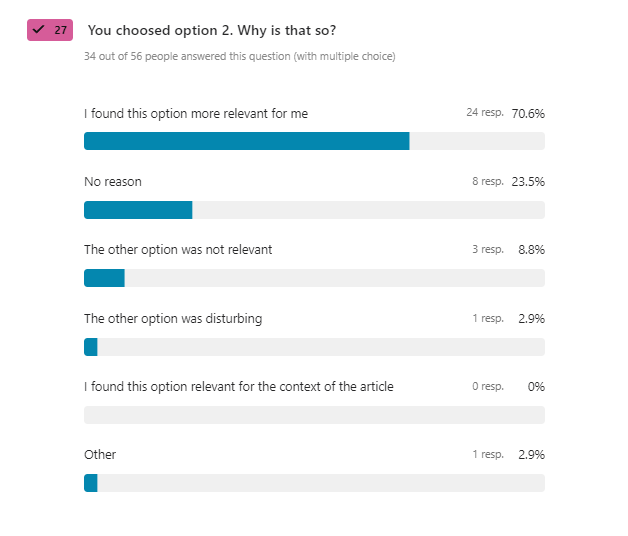 27 You choosed option 2. Why is that so?
34 out of 56 people answered this question (with multiple choice)
I found this option more relevant for me 24 resp. 70.6%
No reason 8 resp. 23.5%
The other option was not relevant 3 resp. 8.8%
The other option was disturbing 1 resp. 2.9%
I found this option relevant for the context of the article 0 resp. 0%
Other 1 resp. 2.9%